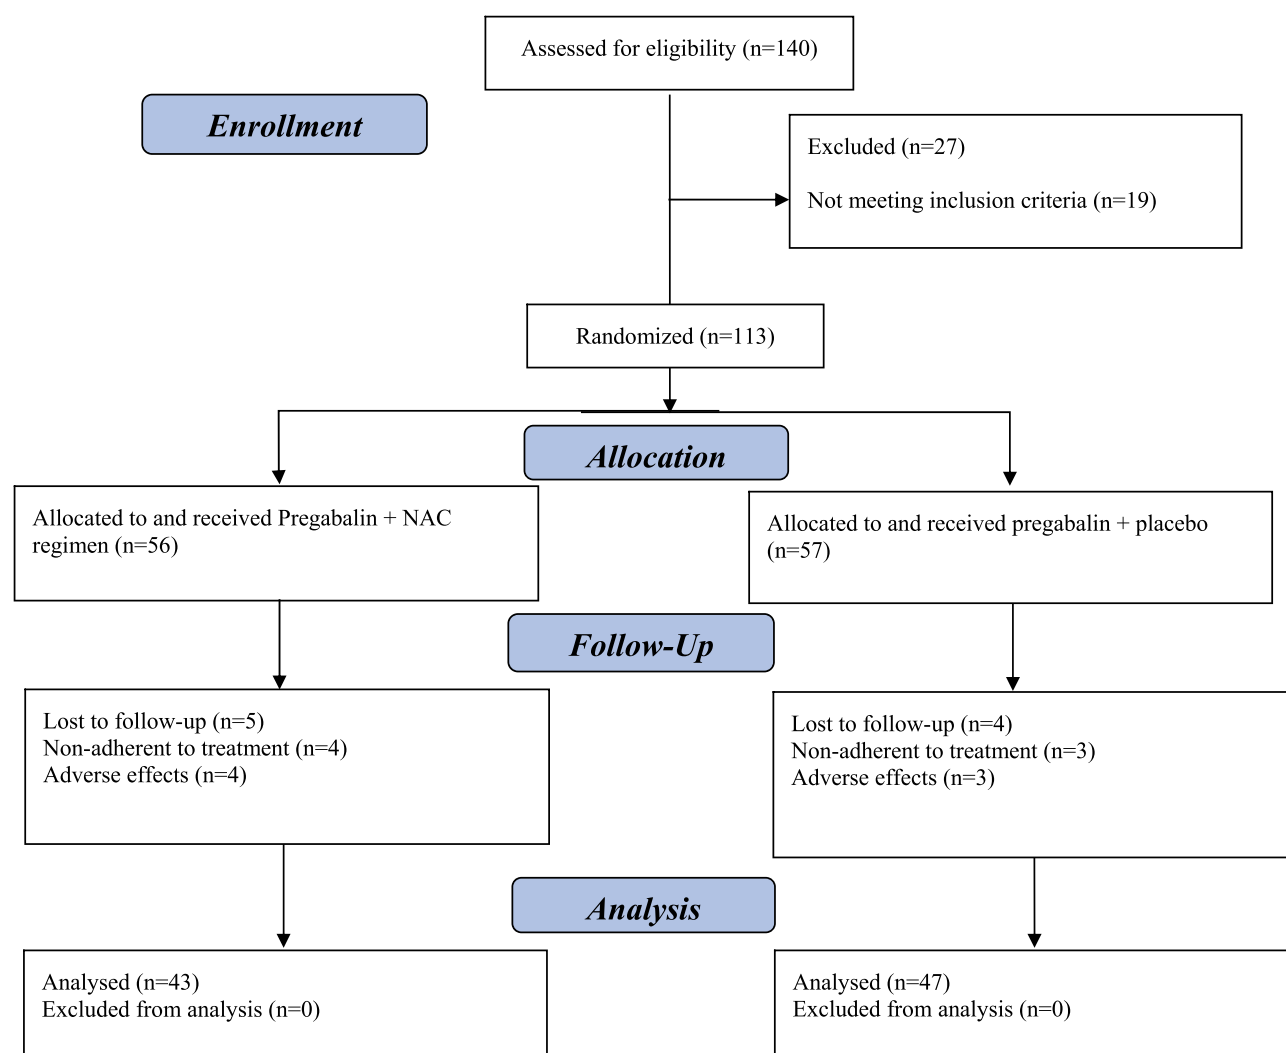 Assessed for eligibility (n=140)
Enrollment
Excluded (n=27)
Not meeting inclusion criteria (n=19)
Randomized (n=113)
Allocation
Allocated to and received Pregabalin + NAC
regimen (n=56)
Allocated to and received pregabalin + placebo
(n=57)
Follow-Up
Lost to follow-up (n=5)
Non-adherent to treatment (n=4)
Adverse effects (n=4)
Lost to follow-up (n=4)
Non-adherent to treatment (n=3)
Adverse effects (n=3)
Analysis
Analysed (n=43)
Excluded from analysis (n=0)
Analysed (n=47)
Excluded from analysis (n=0)